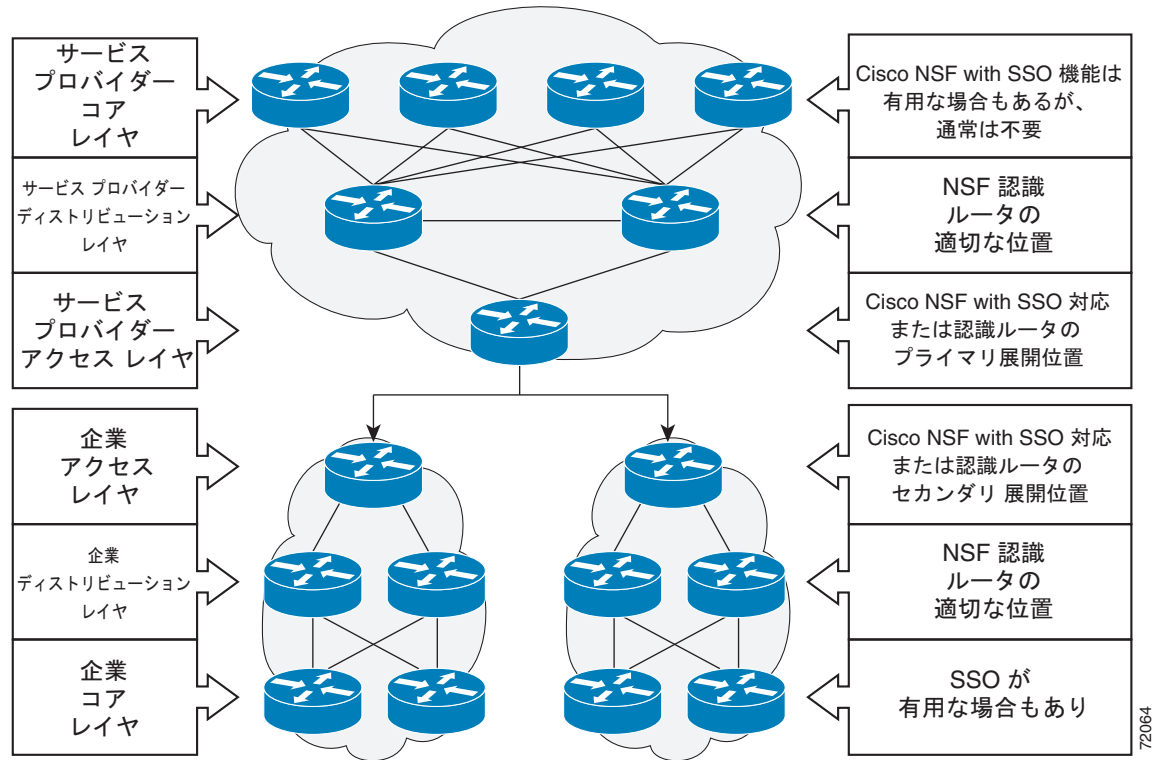 サービス
プロバイダー
コア
レイヤ
Cisco NSF with SSO 機能は
有用な場合もあるが、
通常は不要
サービス プロバイダー
ディストリビューション
レイヤ
NSF 認識
ルータの
適切な位置
サービス
プロバイダー
アクセス レイヤ
Cisco NSF with SSO 対応
または認識ルータの
プライマリ展開位置
企業
アクセス
レイヤ
Cisco NSF with SSO 対応
または認識ルータの
セカンダリ 展開位置
企業
ディストリビューション
レイヤ
NSF 認識
ルータの
適切な位置
企業
コア
レイヤ
SSO が
有用な場合もあり
72064